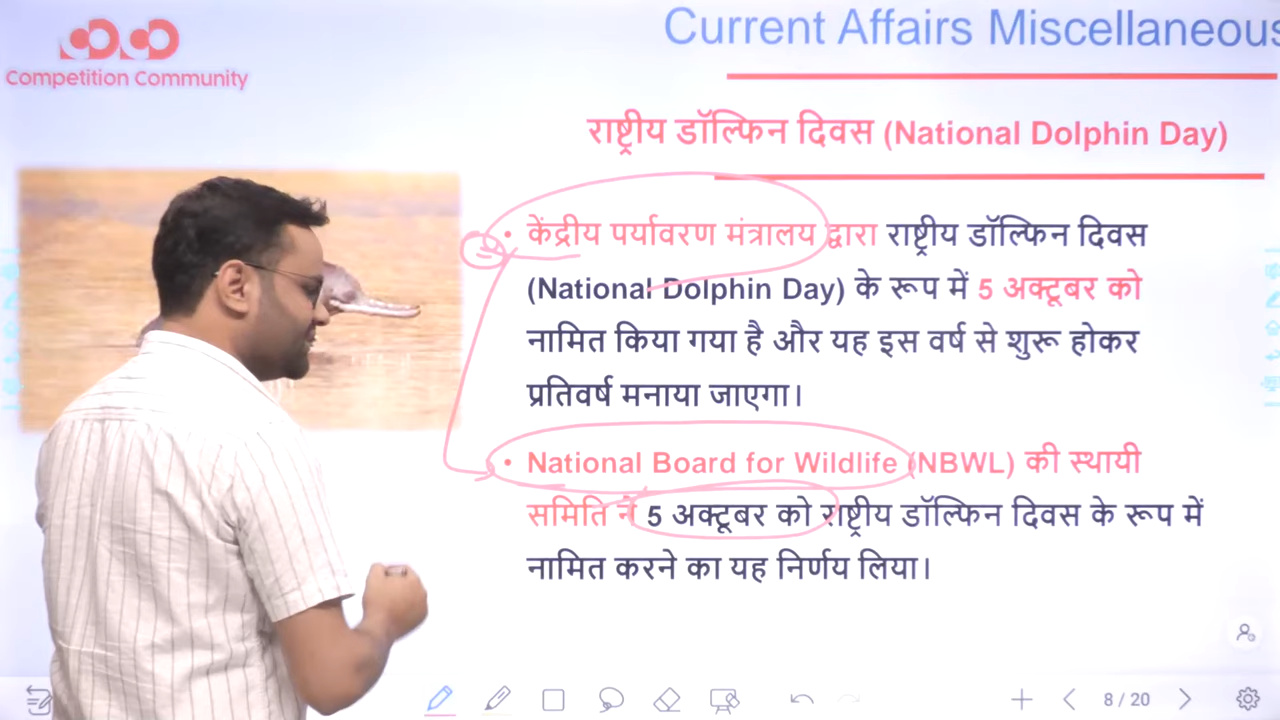 Current Affairs Miscellaneous
Competition Community
राष्ट्रीय डॉल्फिन दिवस (National Dolphin Day)
• केंद्रीय पर्यावरण मंत्रालय द्वारा राष्ट्रीय डॉल्फिन दिवस
(National Dolphin Day) के रूप में 5 अक्टूबर को
नामित किया गया है और यह इस वर्ष से शुरू होकर
प्रतिवर्ष मनाया जाएगा।
• National Board for Wildlife (NBWL) की स्थायी
समिति ने 5 अक्टूबर को राष्ट्रीय डॉल्फिन दिवस के रूप में
नामित करने का यह निर्णय लिया।
8 / 20